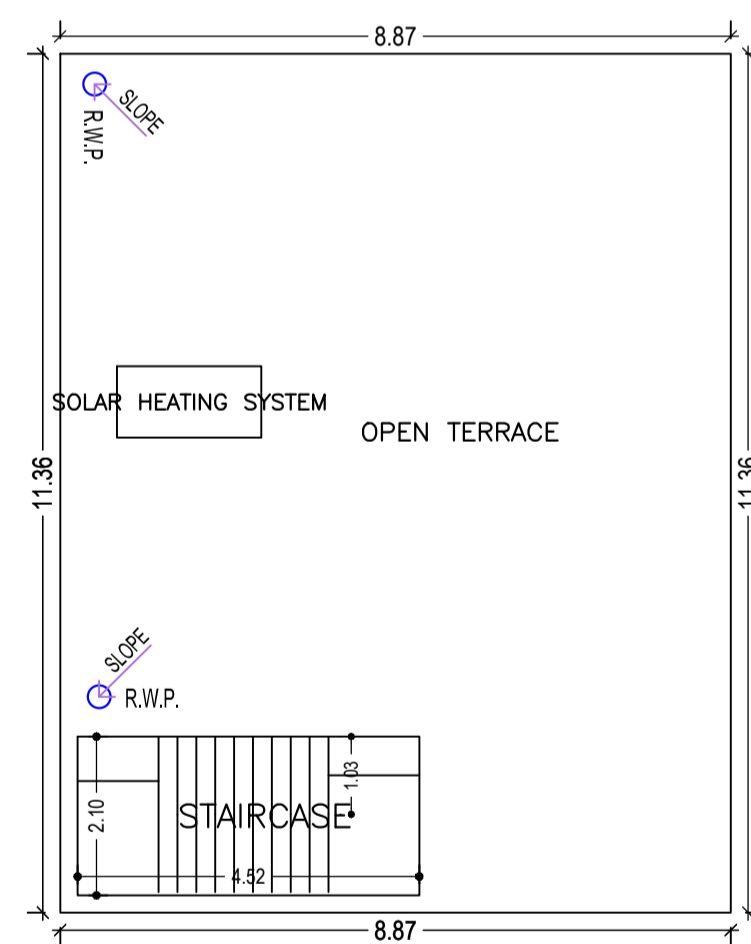 8.87
SLOPE
R.W.P.
SOLAR HEATING SYSTEM
OPEN TERRACE
11.36
11.36
SLOPE
R.W.P.
1.03
2.10
STAIRCASE
4.52
8.87